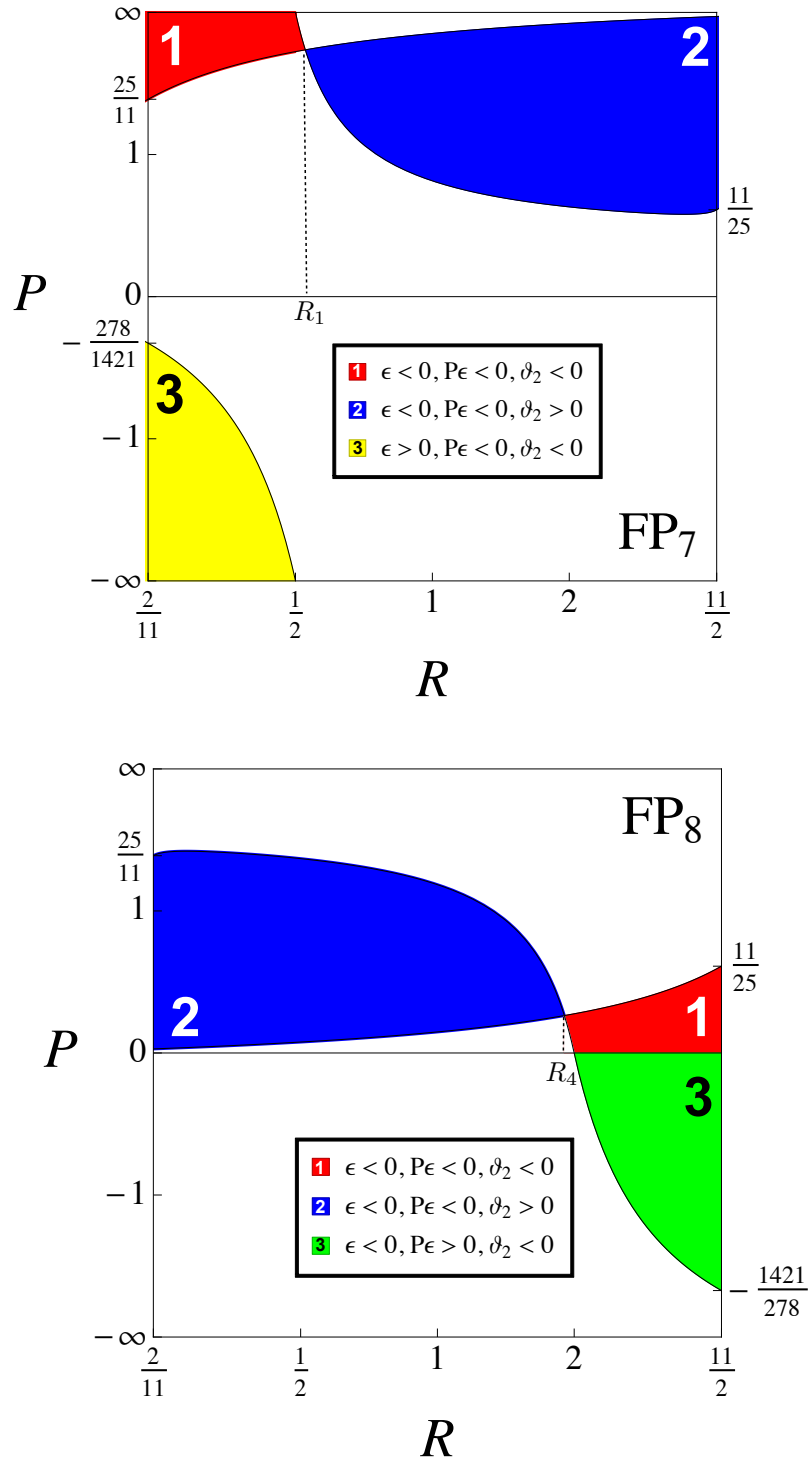 ∞
1
2
25/11
1
11/25
P
0
R₁
− 278/1421
3
1 ϵ < 0, Pϵ < 0, ϑ₂ < 0
2 ϵ < 0, Pϵ < 0, ϑ₂ > 0
3 ϵ > 0, Pϵ < 0, ϑ₂ < 0
−1
FP₇
−∞
2/11 1/2 1 2 11/2
R
∞
FP₈
25/11
1
11/25
2
1
P
0
R₄
3
1 ϵ < 0, Pϵ < 0, ϑ₂ < 0
2 ϵ < 0, Pϵ < 0, ϑ₂ > 0
3 ϵ < 0, Pϵ > 0, ϑ₂ < 0
−1
− 1421/278
−∞
2/11 1/2 1 2 11/2
R